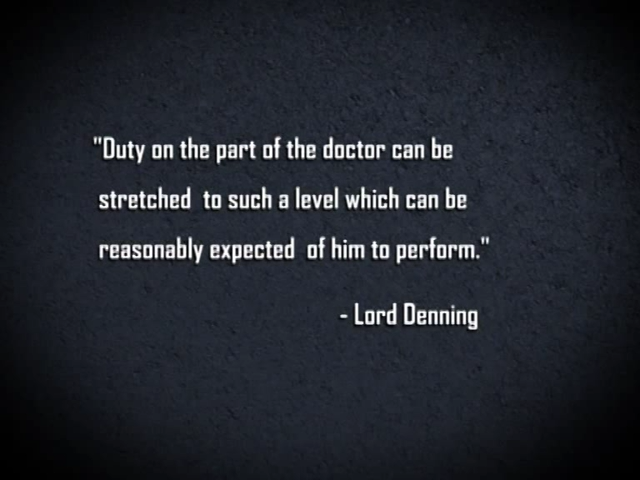 "Duty on the part of the doctor can be
stretched to such a level which can be
reasonably expected of him to perform."
- Lord Denning